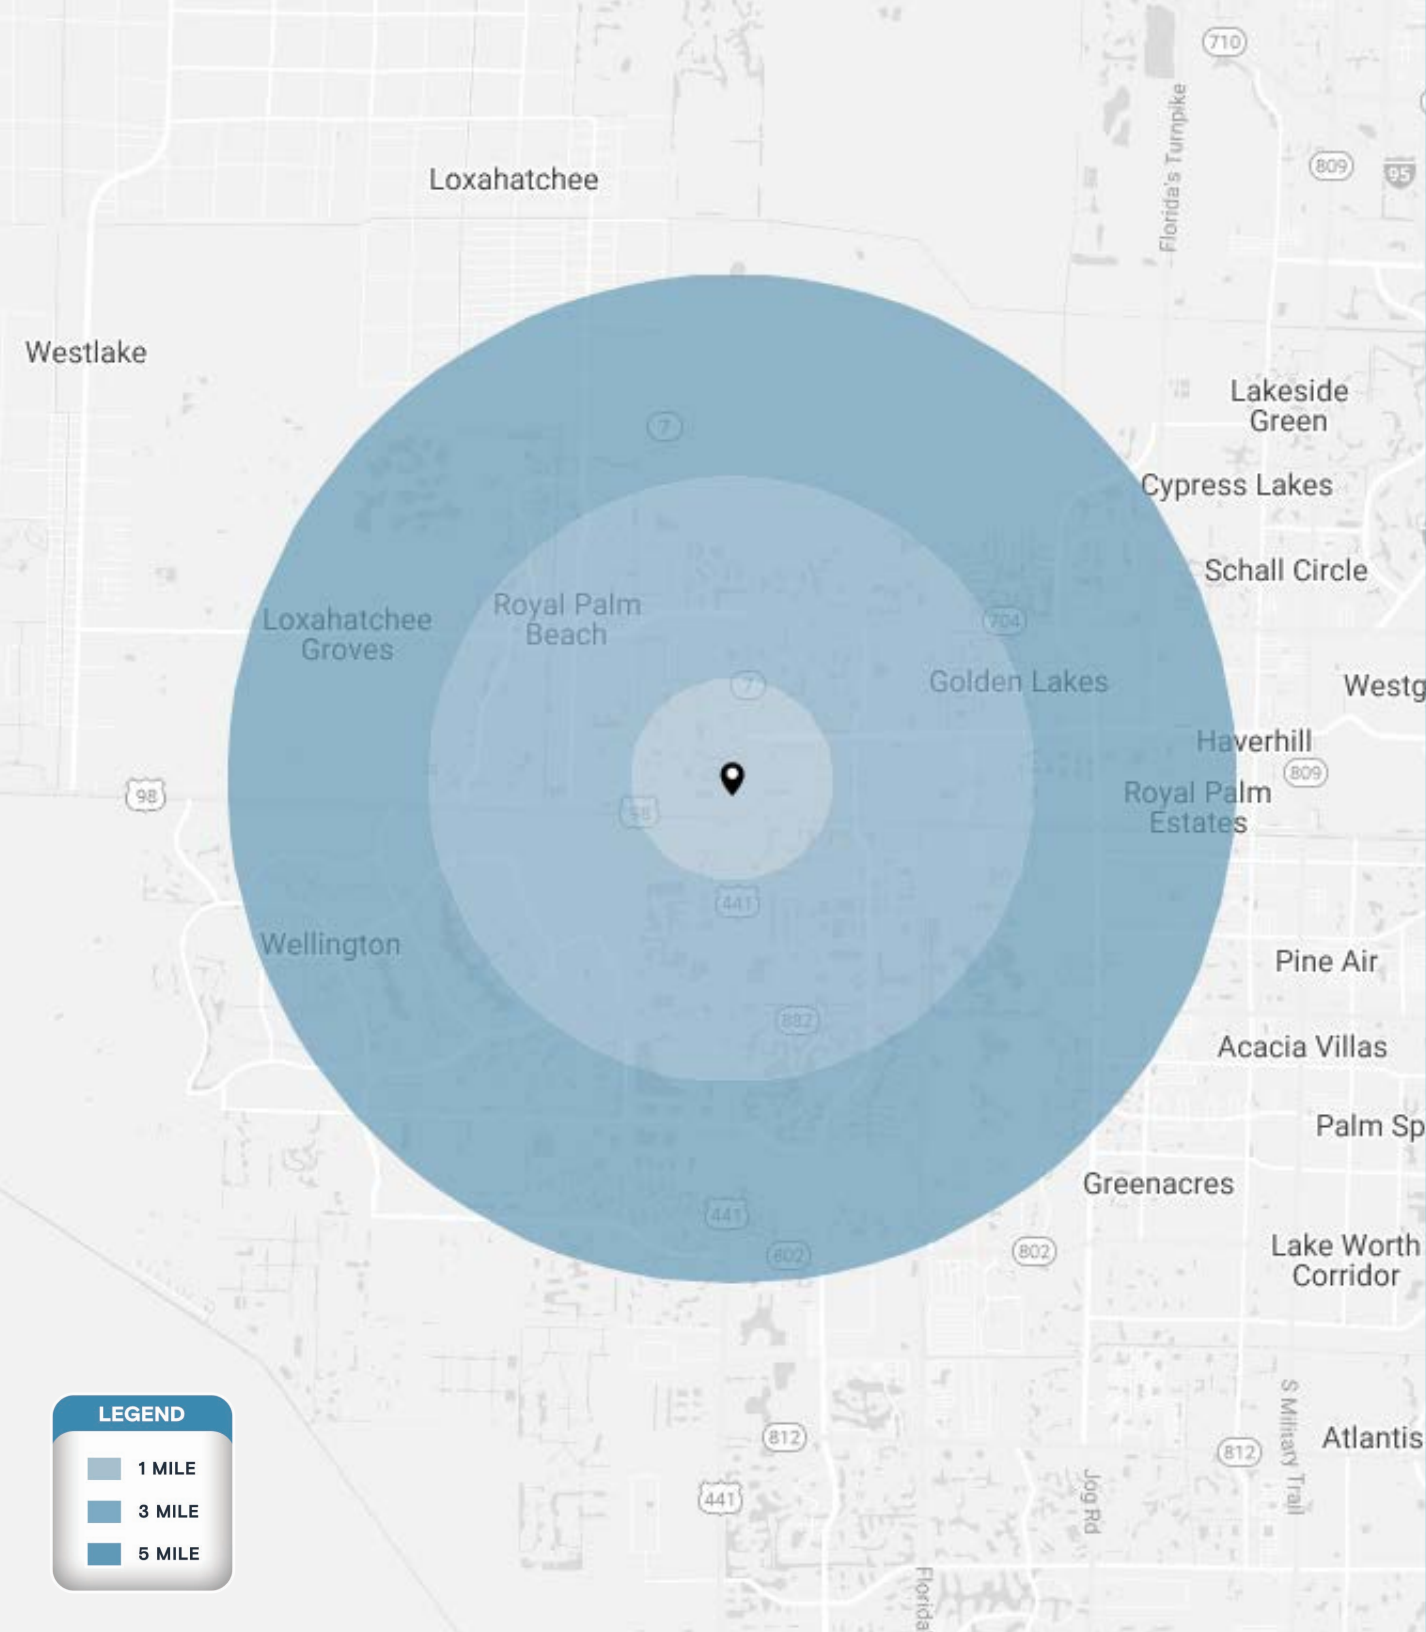 710
Florida's Turnpike
809
95
Loxahatchee
Westlake
Lakeside
Green
7
Cypress Lakes
Schall Circle
Loxahatchee
Groves
Royal Palm
Beach
704
Golden Lakes
7
Westg
Haverhill
809
98
Royal Palm
Estates
98
441
Wellington
Pine Air
882
Acacia Villas
Palm Sp
Greenacres
441
802
802
Lake Worth
Corridor
LEGEND
1 MILE
3 MILE
5 MILE
812
812
S Military Trail
Atlantis
441
Jog Rd
Florida